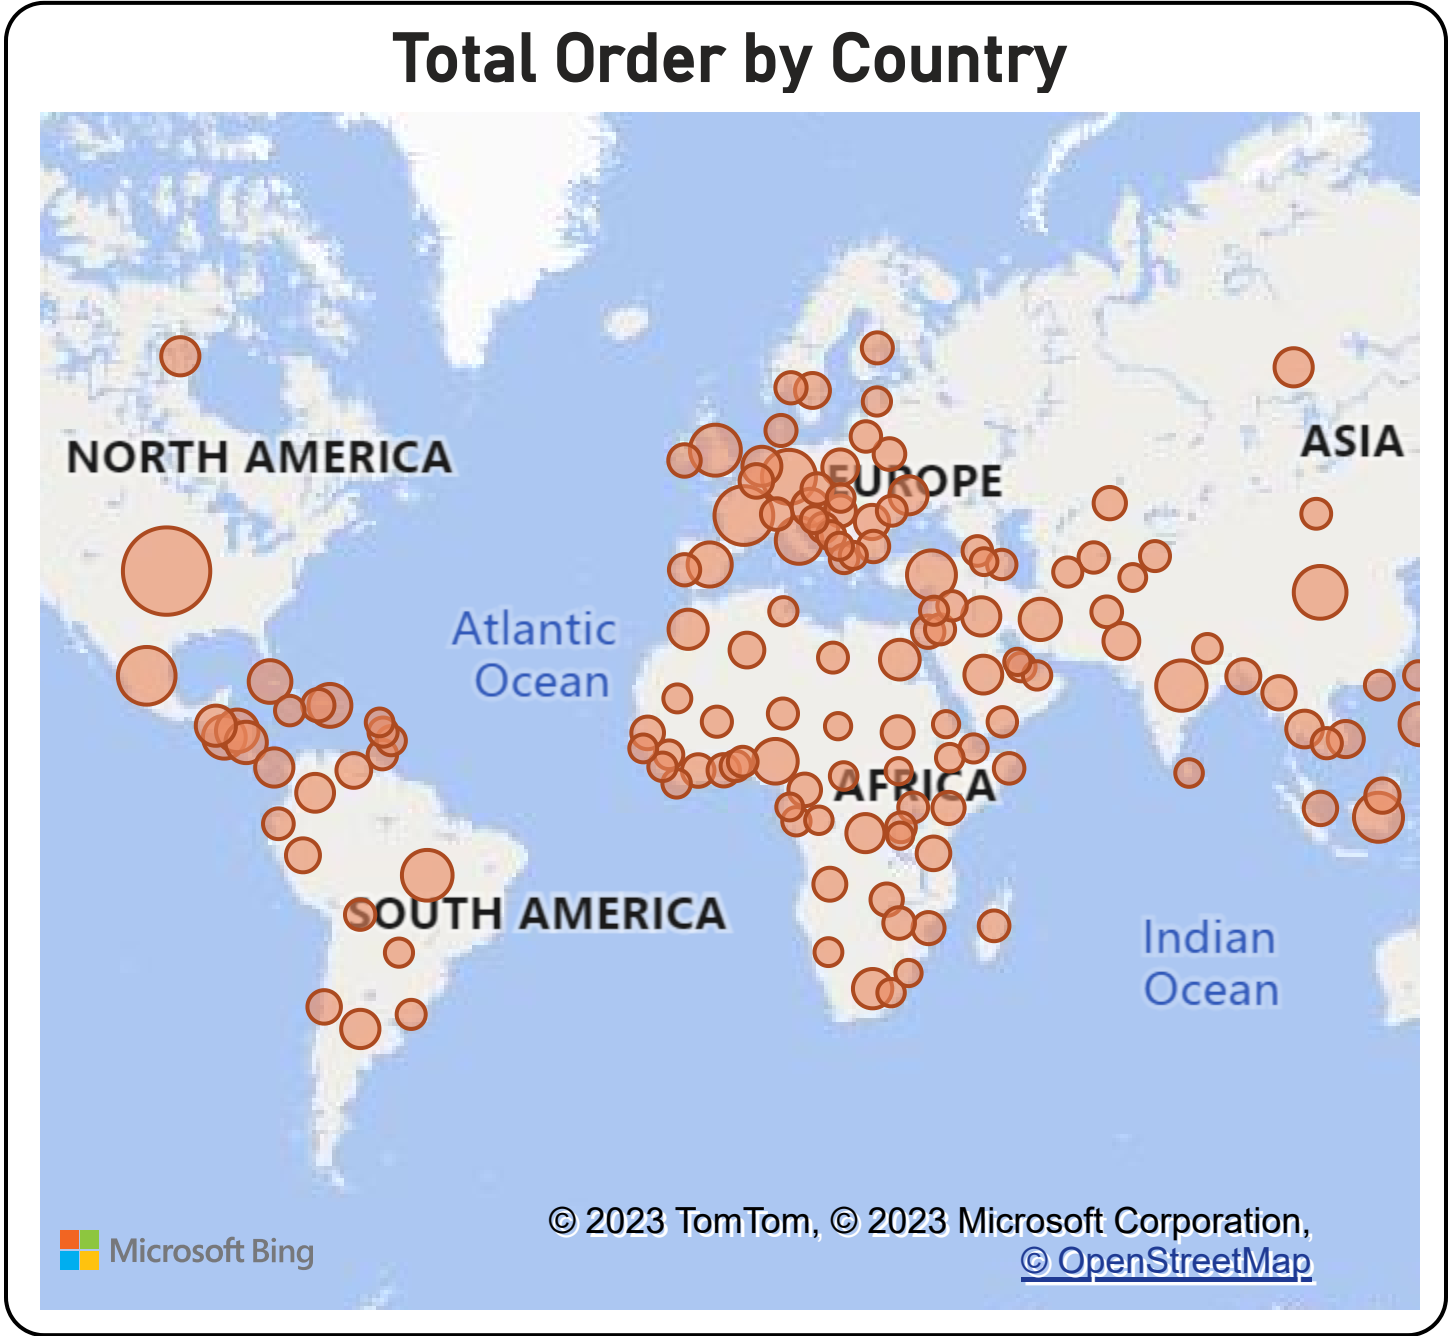 Total Order by Country
NORTH AMERICA
ASIA
EUROPE
Atlantic
Ocean
AFRICA
SOUTH AMERICA
Indian
Ocean
© 2023 TomTom, © 2023 Microsoft Corporation,
Microsoft Bing
© OpenStreetMap